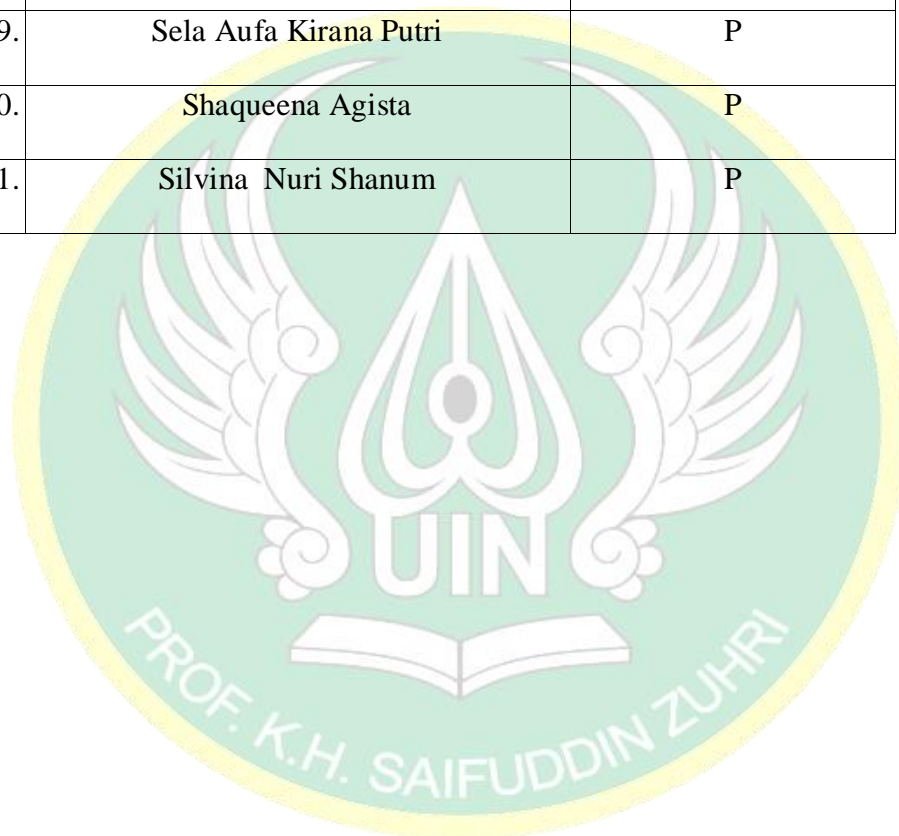 9. Sela Aufa Kirana Putri P
0. Shaqueena Agista P
1. Silvina Nuri Shanum P
UIN
PROF. K.H. SAIFUDDIN ZUHRI